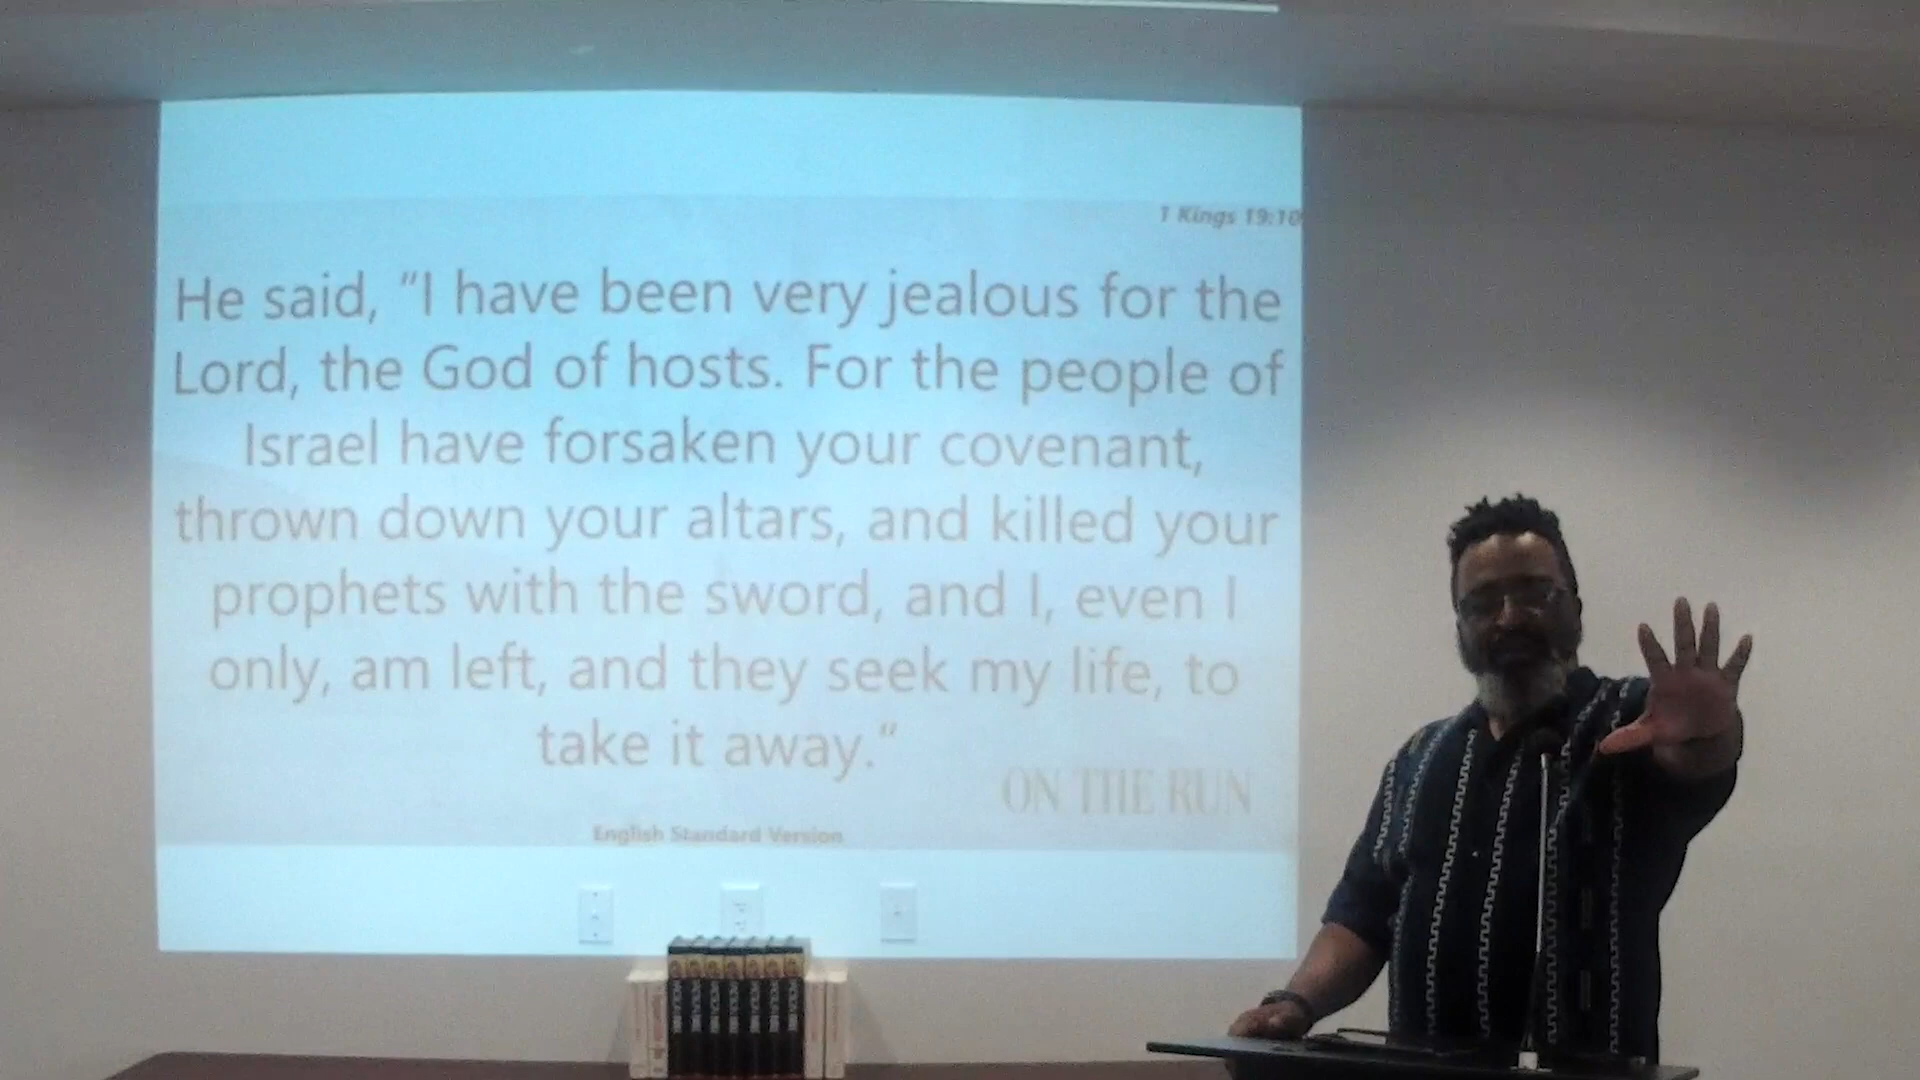 1 Kings 19:10
He said, "I have been very jealous for the
Lord, the God of hosts. For the people of
Israel have forsaken your covenant,
thrown down your altars, and killed your
prophets with the sword, and I, even I
only, am left, and they seek my life, to
take it away."
ON THE RUN
English Standard Version